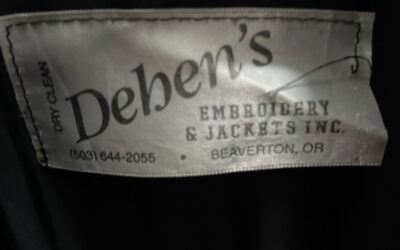 DRY CLEAN
Deben's
EMBROIDERY
& JACKETS INC.
(503) 644-2055 • BEAVERTON, OR